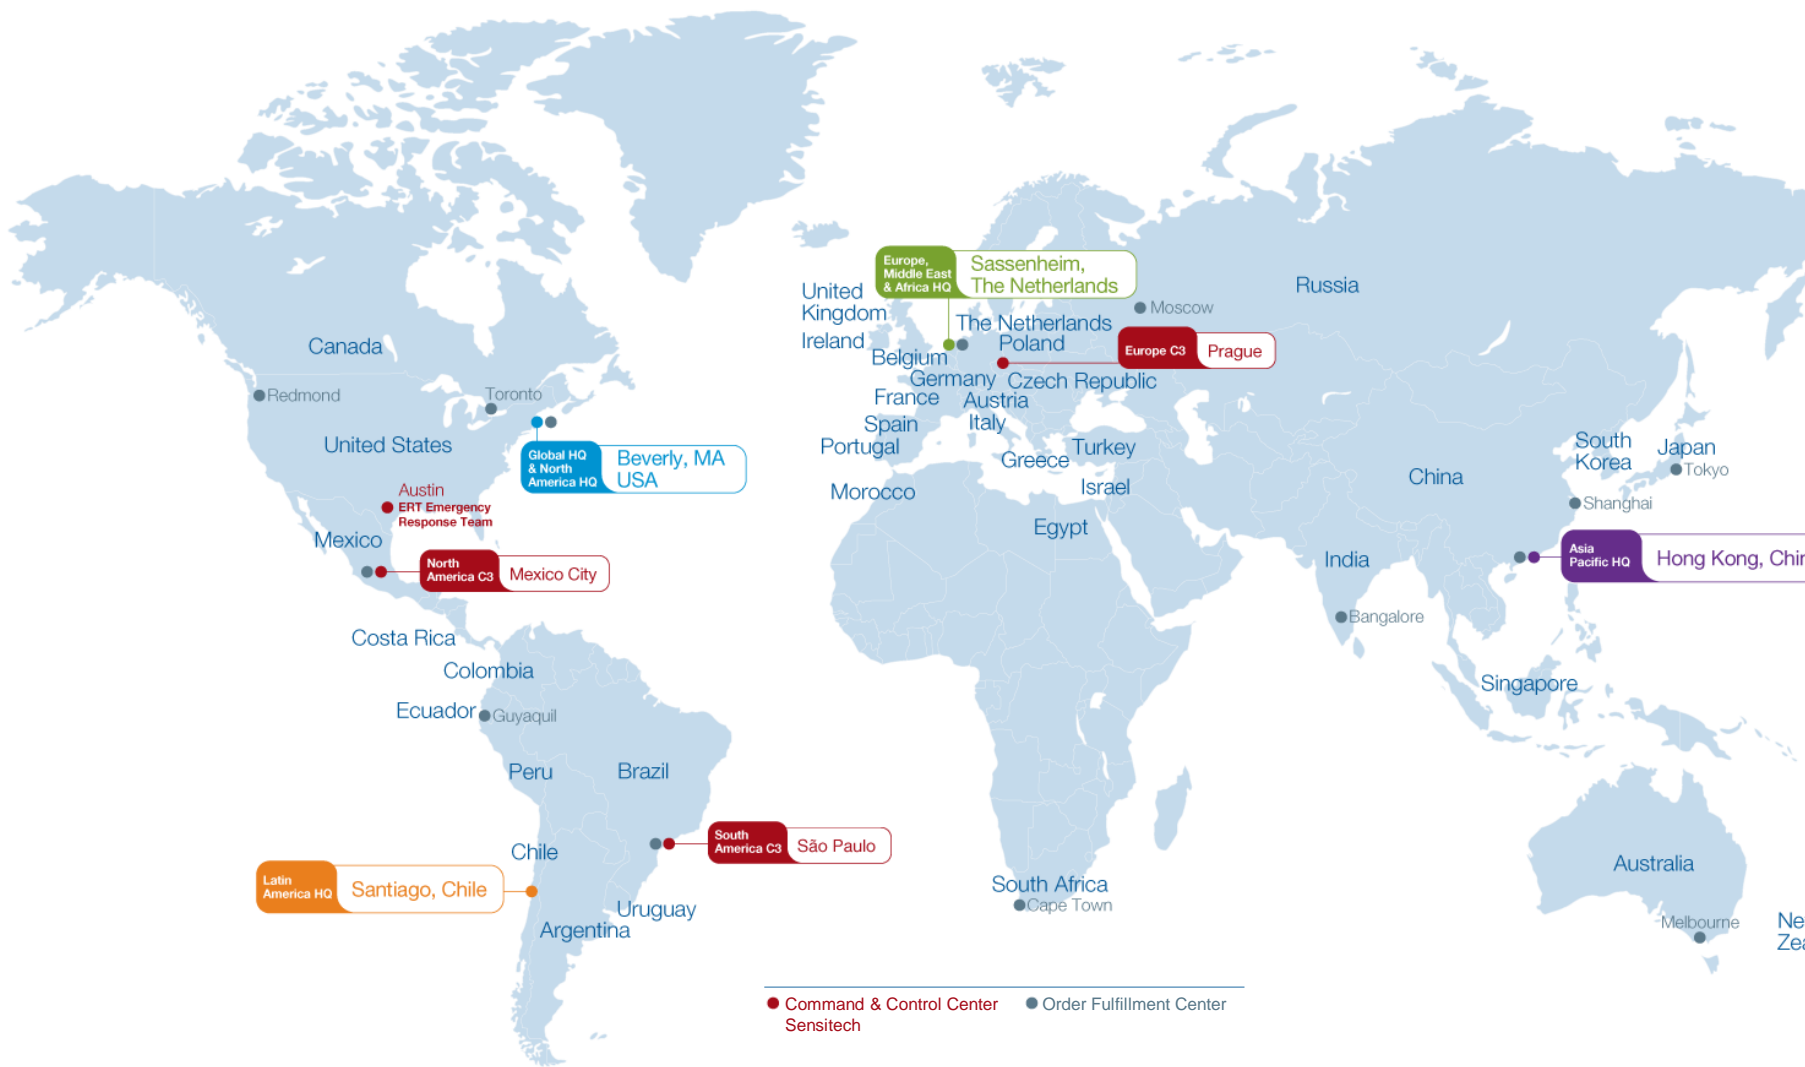 Europe,
Middle East
& Africa HQ
Sassenheim,
The Netherlands
United
Kingdom
Ireland
Russia
Moscow
The Netherlands
Poland
Europe C3
Prague
Belgium
Germany
Czech Republic
France
Austria
Spain
Italy
Portugal
Greece
Turkey
Morocco
Israel
Egypt
Canada
Redmond
Toronto
United States
Global HQ
& North
America HQ
Beverly, MA
USA
Austin
ERT Emergency
Response Team
Mexico
North
America C3
Mexico City
Costa Rica
Colombia
Ecuador
Guyaquil
Peru
Brazil
Chile
South
America C3
São Paulo
Latin
America HQ
Santiago, Chile
Uruguay
Argentina
South Africa
Cape Town
China
South
Korea
Japan
Tokyo
Shanghai
Asia
Pacific HQ
Hong Kong,
India
Bangalore
Singapore
Australia
Melbourne
Command & Control Center
Sensitech
Order Fulfillment Center